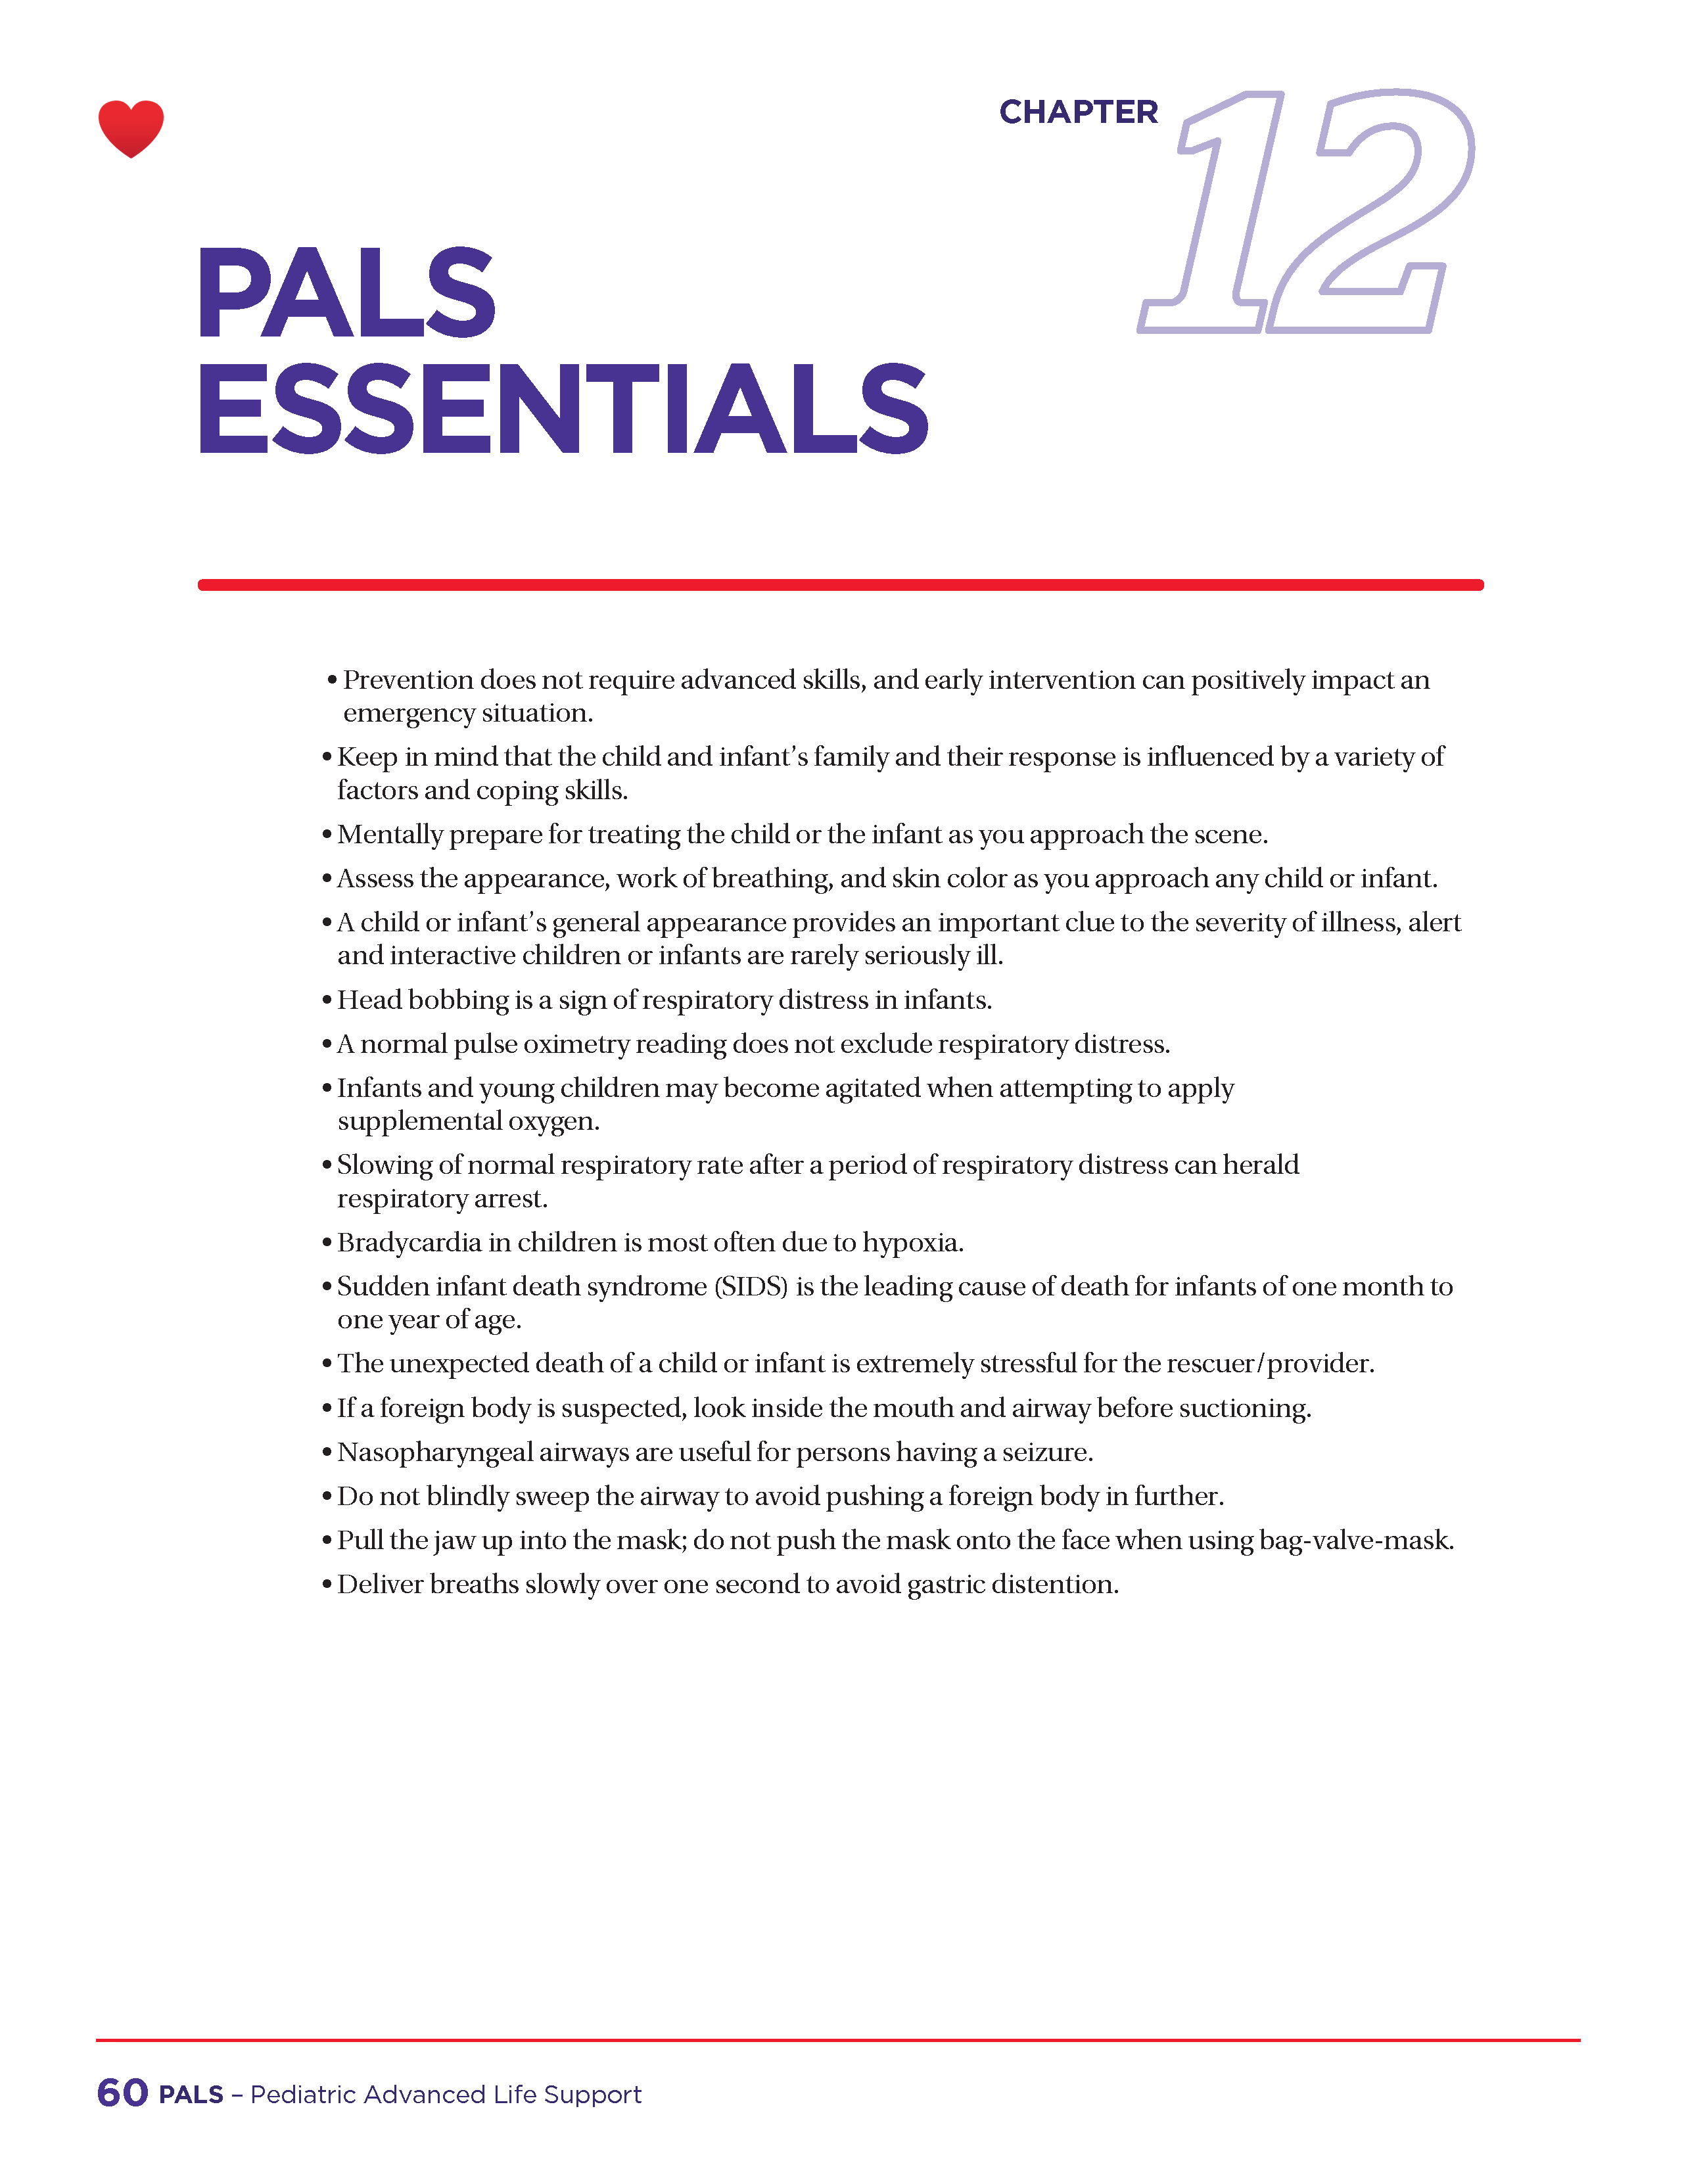 CHAPTER 12
PALS
ESSENTIALS
• Prevention does not require advanced skills, and early intervention can positively impact an
emergency situation.
• Keep in mind that the child and infant’s family and their response is influenced by a variety of
factors and coping skills.
• Mentally prepare for treating the child or the infant as you approach the scene.
• Assess the appearance, work of breathing, and skin color as you approach any child or infant.
• A child or infant’s general appearance provides an important clue to the severity of illness, alert
and interactive children or infants are rarely seriously ill.
• Head bobbing is a sign of respiratory distress in infants.
• A normal pulse oximetry reading does not exclude respiratory distress.
• Infants and young children may become agitated when attempting to apply
supplemental oxygen.
• Slowing of normal respiratory rate after a period of respiratory distress can herald
respiratory arrest.
• Bradycardia in children is most often due to hypoxia.
• Sudden infant death syndrome (SIDS) is the leading cause of death for infants of one month to
one year of age.
• The unexpected death of a child or infant is extremely stressful for the rescuer/provider.
• If a foreign body is suspected, look inside the mouth and airway before suctioning.
• Nasopharyngeal airways are useful for persons having a seizure.
• Do not blindly sweep the airway to avoid pushing a foreign body in further.
• Pull the jaw up into the mask; do not push the mask onto the face when using bag-valve-mask.
• Deliver breaths slowly over one second to avoid gastric distention.
60 PALS – Pediatric Advanced Life Support